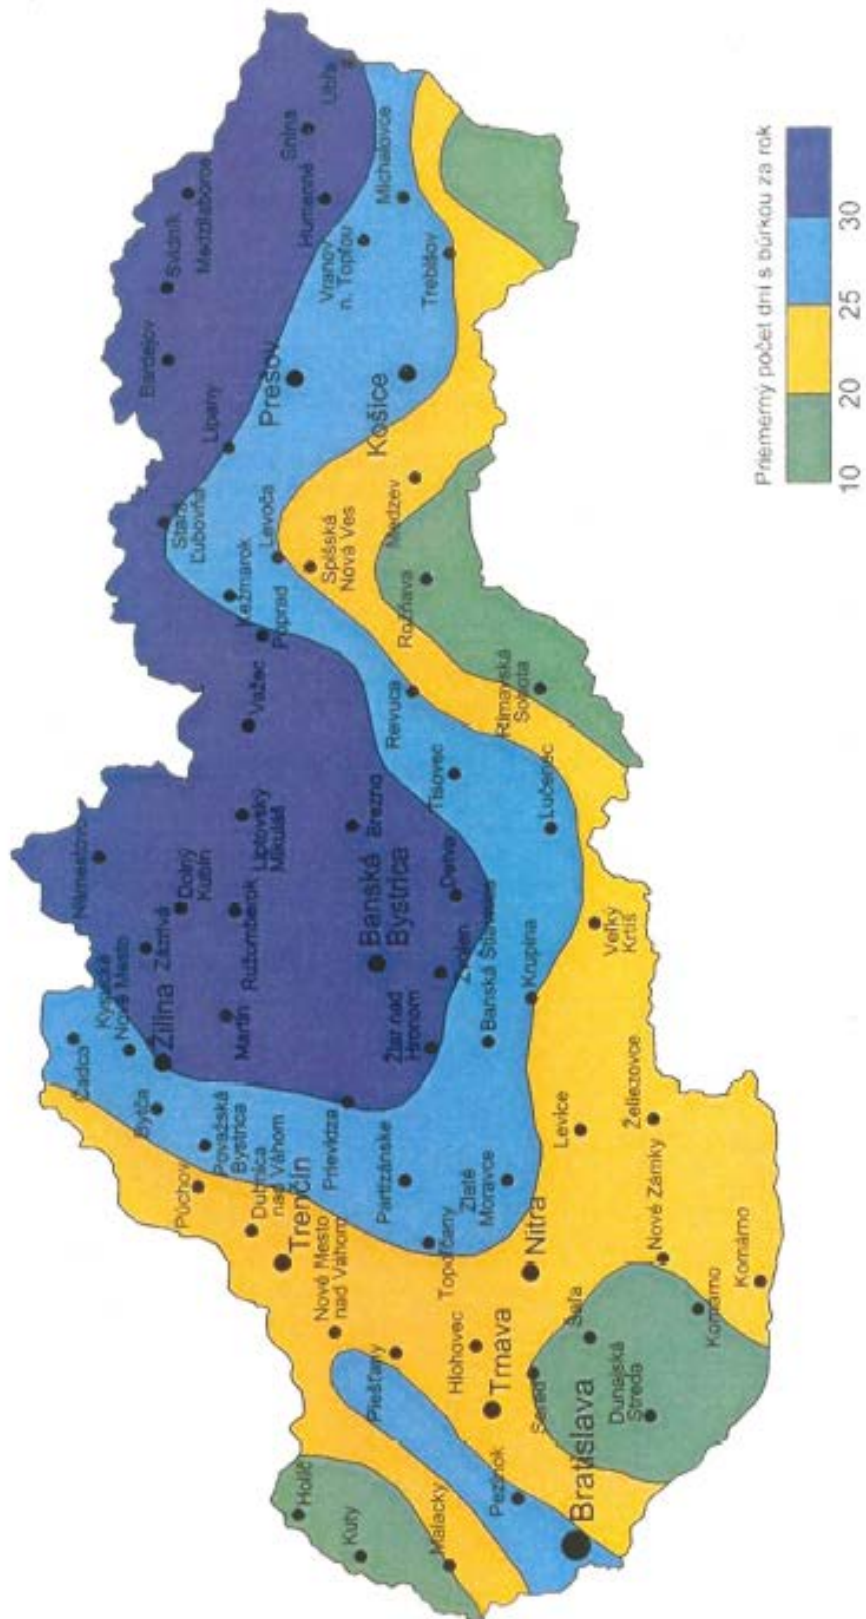 Námestovo
Čadca
Kysucké
Nové Mesto
Zázrivá
Dolný
Kubín
Žilina
Bytča
Stará
Ľubovňa
Bardejov
Svidník
Medzilaborce
Púchov
Považská
Bystrica
Martin
Ružomberok
Liptovský
Mikuláš
Važec
Kežmarok
Poprad
Levoča
Lipany
Prešov
Humenné
Snina
Ubľa
Dubnica
nad Váhom
Trenčín
Prievidza
Banská
Bystrica
Brezno
Spišská
Nová Ves
Vranov
n. Topľou
Michalovce
Holíč
Kúty
Nové Mesto
nad Váhom
Partizánske
Žiar nad
Hronom
Zvolen
Detva
Tisovec
Revúca
Rožňava
Medzev
Košice
Trebišov
Malacky
Piešťany
Topoľčany
Hlohovec
Zlaté
Moravce
Banská Štiavnica
Krupina
Lučenec
Rimavská
Sobota
Pezinok
Trnava
Nitra
Sereď
Šaľa
Levice
Veľký
Krtíš
Bratislava
Dunajská
Streda
Nové Zámky
Želiezovce
Komárno
Komárno
Priemerný počet dní s búrkou za rok
10
20
25
30